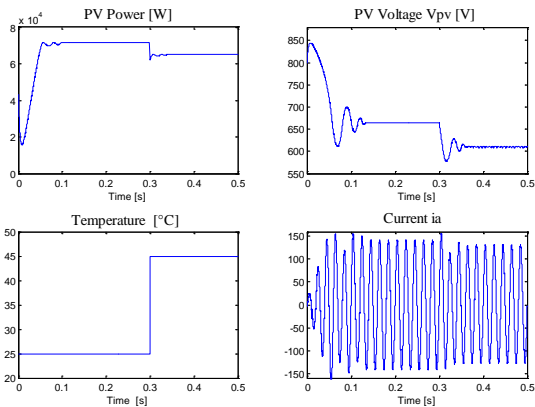 PV Power [W]
x 10^4
8
6
4
2
0
0 0.1 0.2 0.3 0.4 0.5
Time [s]
PV Voltage Vpv [V]
850
800
750
700
650
600
550
0 0.1 0.2 0.3 0.4 0.5
Time [s]
Temperature [°C]
50
45
40
35
30
25
20
0 0.1 0.2 0.3 0.4 0.5
Time [s]
Current ia
150
100
50
0
-50
-100
-150
0 0.1 0.2 0.3 0.4 0.5
Time [s]